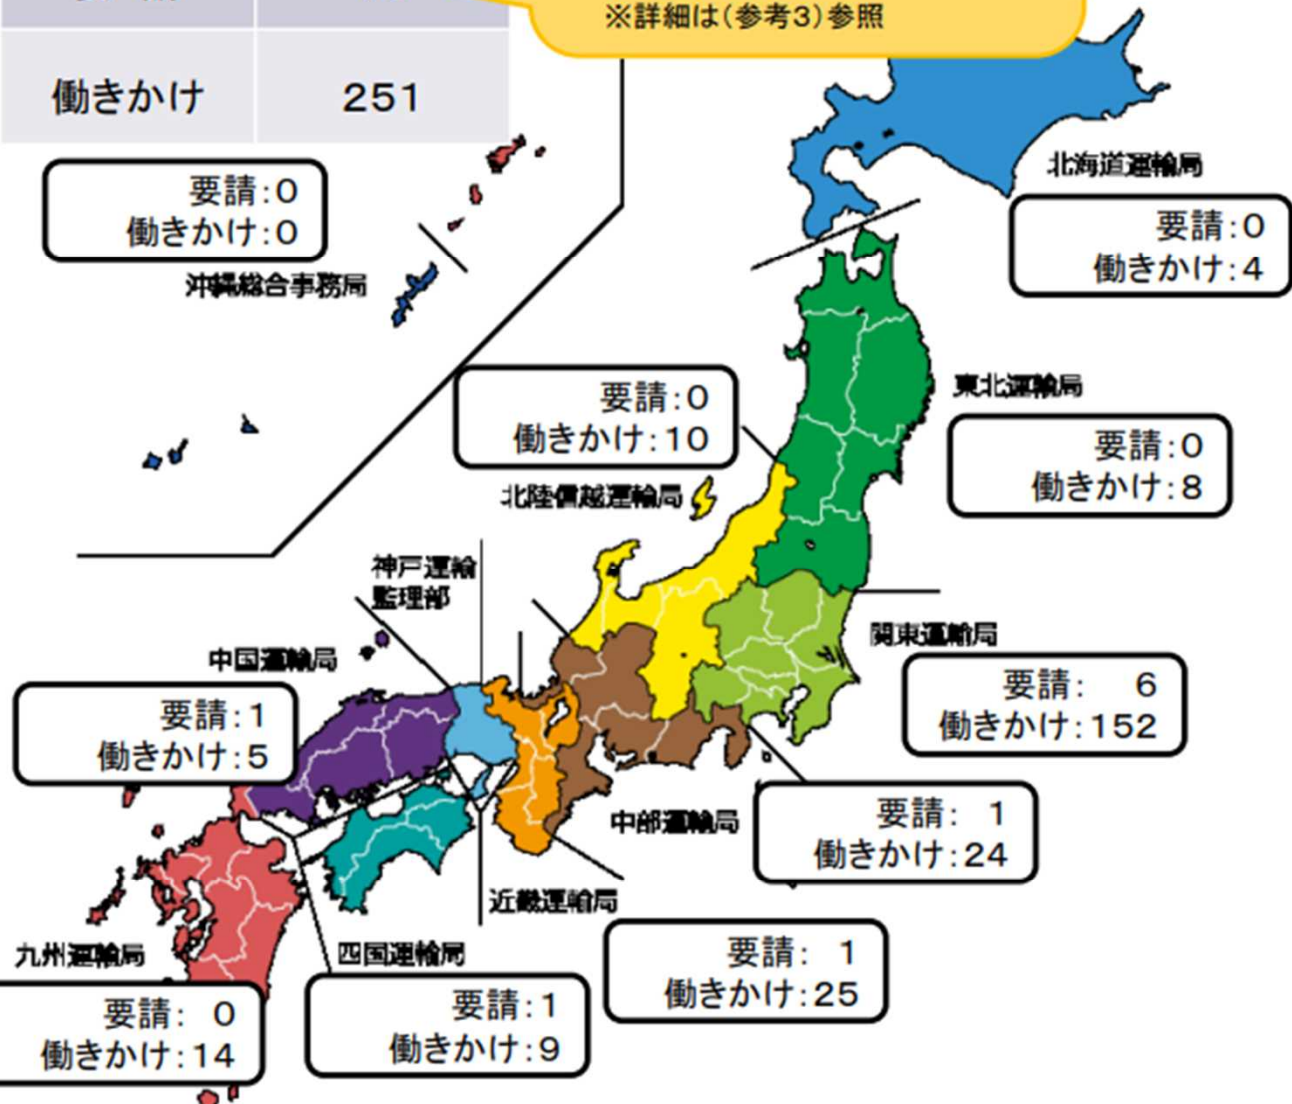 ※詳細は(参考3)参照
働きかけ 251
要請:0
働きかけ:0
沖縄総合事務局
北海道運輸局
要請:0
働きかけ:4
東北運輸局
要請:0
働きかけ:8
要請:0
働きかけ:10
北陸信越運輸局
神戸運輸
監理部
関東運輸局
要請: 6
働きかけ:152
中国運輸局
要請:1
働きかけ:5
中部運輸局
要請: 1
働きかけ:24
近畿運輸局
要請: 1
働きかけ:25
九州運輸局
要請: 0
働きかけ:14
四国運輸局
要請:1
働きかけ:9